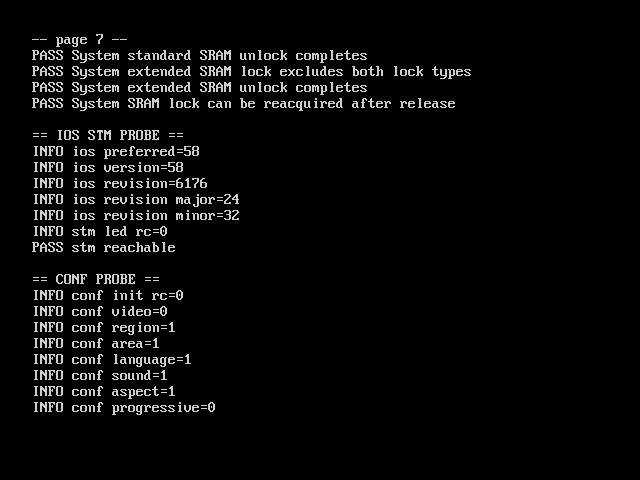 -- page 7 --
PASS System standard SRAM unlock completes
PASS System extended SRAM lock excludes both lock types
PASS System extended SRAM unlock completes
PASS System SRAM lock can be reacquired after release
== IOS STM PROBE ==
INFO ios preferred=58
INFO ios version=58
INFO ios revision=6176
INFO ios revision major=24
INFO ios revision minor=32
INFO stm led rc=0
PASS stm reachable
== CONF PROBE ==
INFO conf init rc=0
INFO conf video=0
INFO conf region=1
INFO conf area=1
INFO conf language=1
INFO conf sound=1
INFO conf aspect=1
INFO conf progressive=0